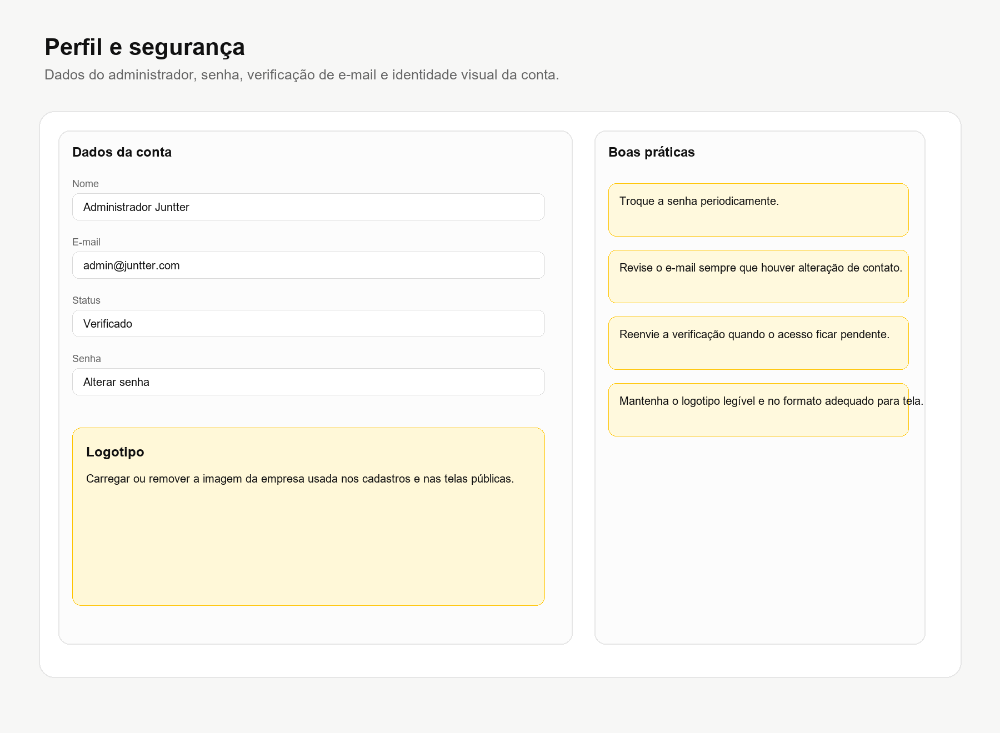 Perfil e segurança
Dados do administrador, senha, verificação de e-mail e identidade visual da conta.
Dados da conta
Nome
Administrador Juntter
E-mail
admin@juntter.com
Status
Verificado
Senha
Alterar senha
Logotipo
Carregar ou remover a imagem da empresa usada nos cadastros e nas telas públicas.
Boas práticas
Troque a senha periodicamente.
Revise o e-mail sempre que houver alteração de contato.
Reenvie a verificação quando o acesso ficar pendente.
Mantenha o logotipo legível e no formato adequado para tela.